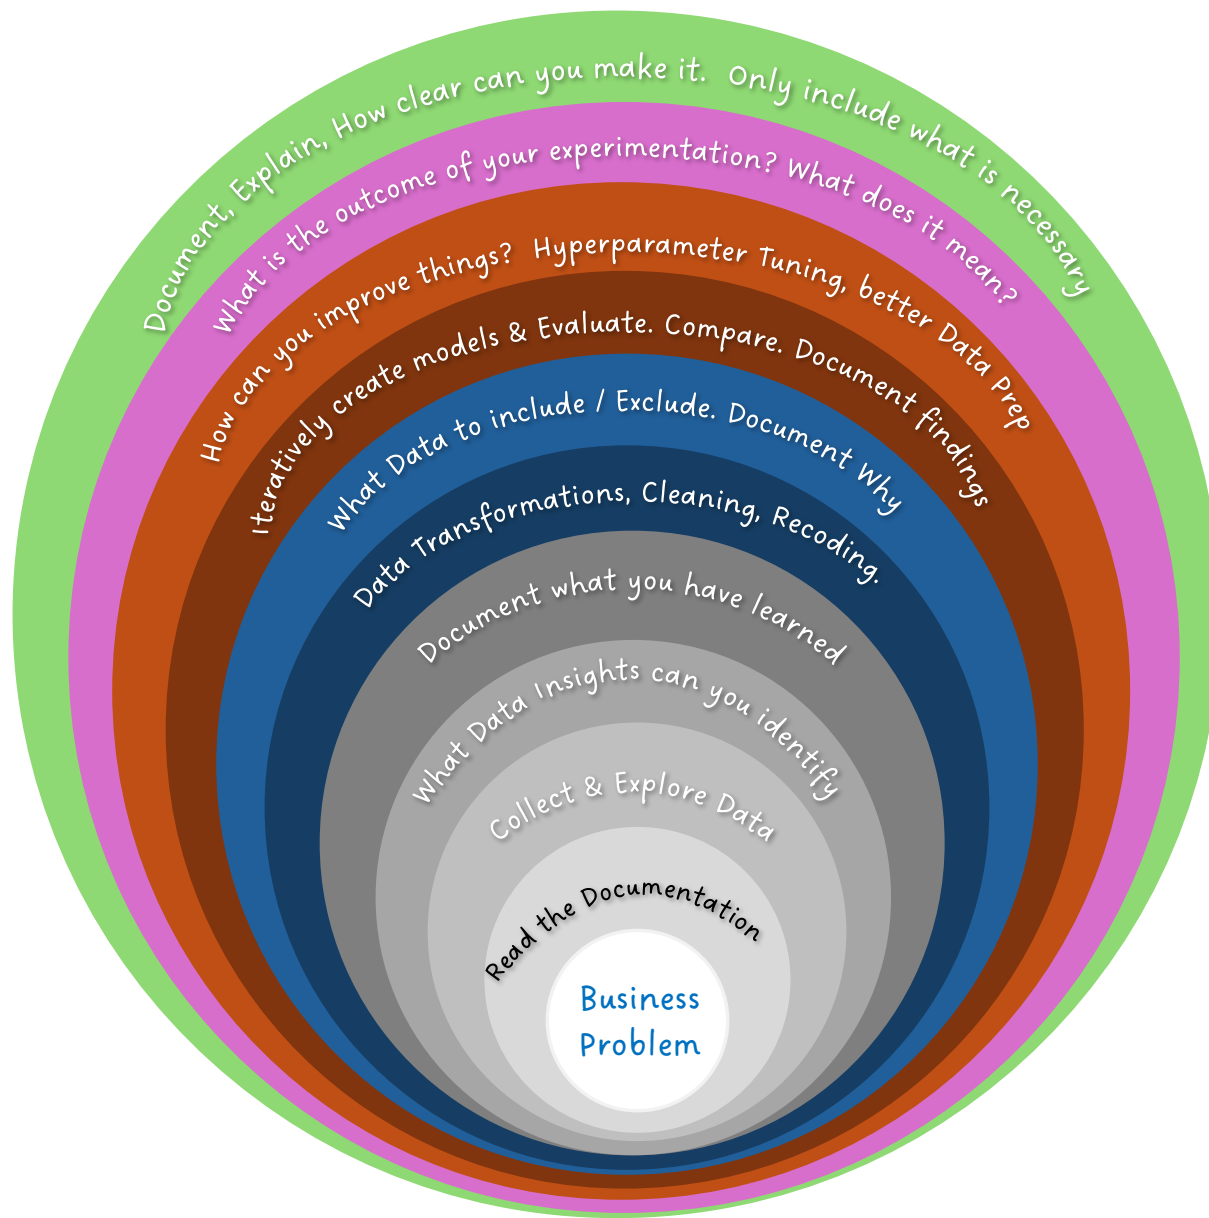 Document, Explain, How clear can you make it. Only include what is necessary
What is the outcome of your experimentation? What does it mean?
How can you improve things? Hyperparameter Tuning, better Data Prep
Iteratively create models & Evaluate. Compare. Document findings
What Data to include / Exclude. Document Why
Data Transformations, Cleaning, Recoding.
Document what you have learned
What Data Insights can you identify
Collect & Explore Data
Read the Documentation
Business
Problem